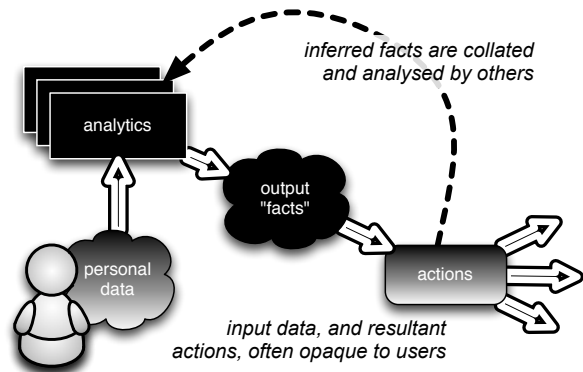 inferred facts are collated
and analysed by others
analytics
output
"facts"
personal
data
actions
input data, and resultant
actions, often opaque to users